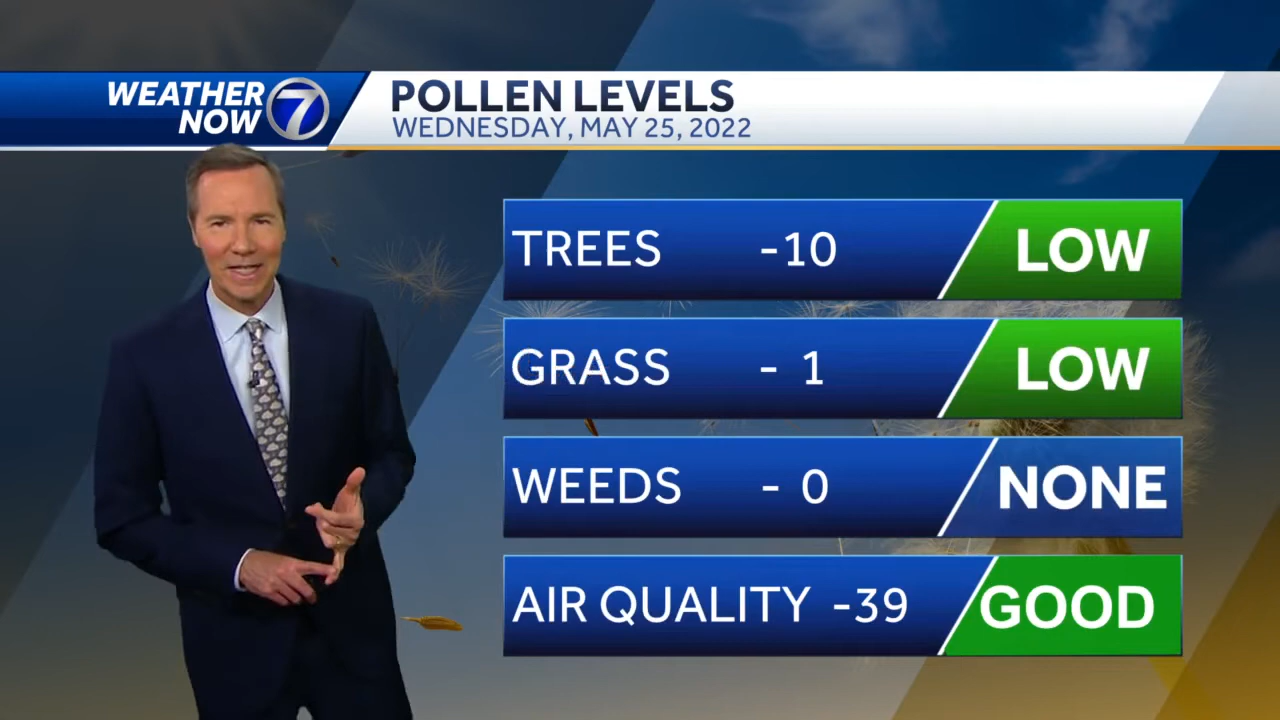 WEATHER
NOW 7
POLLEN LEVELS
WEDNESDAY, MAY 25, 2022
TREES -10 LOW
GRASS - 1 LOW
WEEDS - 0 NONE
AIR QUALITY -39 GOOD